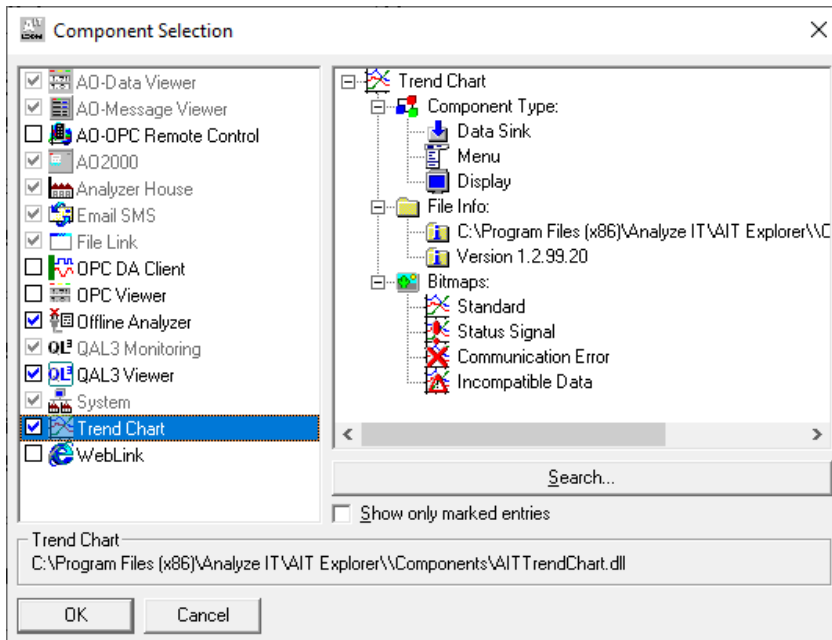 Component Selection
AO-Data Viewer
AO-Message Viewer
AO-OPC Remote Control
AO2000
Analyzer House
Email SMS
File Link
OPC DA Client
OPC Viewer
Offline Analyzer
QAL3 Monitoring
QAL3 Viewer
System
Trend Chart
WebLink
Trend Chart
Component Type:
Data Sink
Menu
Display
File Info:
C:\Program Files (x86)\Analyze IT\AIT Explorer\\C
Version 1.2.99.20
Bitmaps:
Standard
Status Signal
Communication Error
Incompatible Data
Search...
Show only marked entries
Trend Chart
C:\Program Files (x86)\Analyze IT\AIT Explorer\\Components\AITTrendChart.dll
OK
Cancel